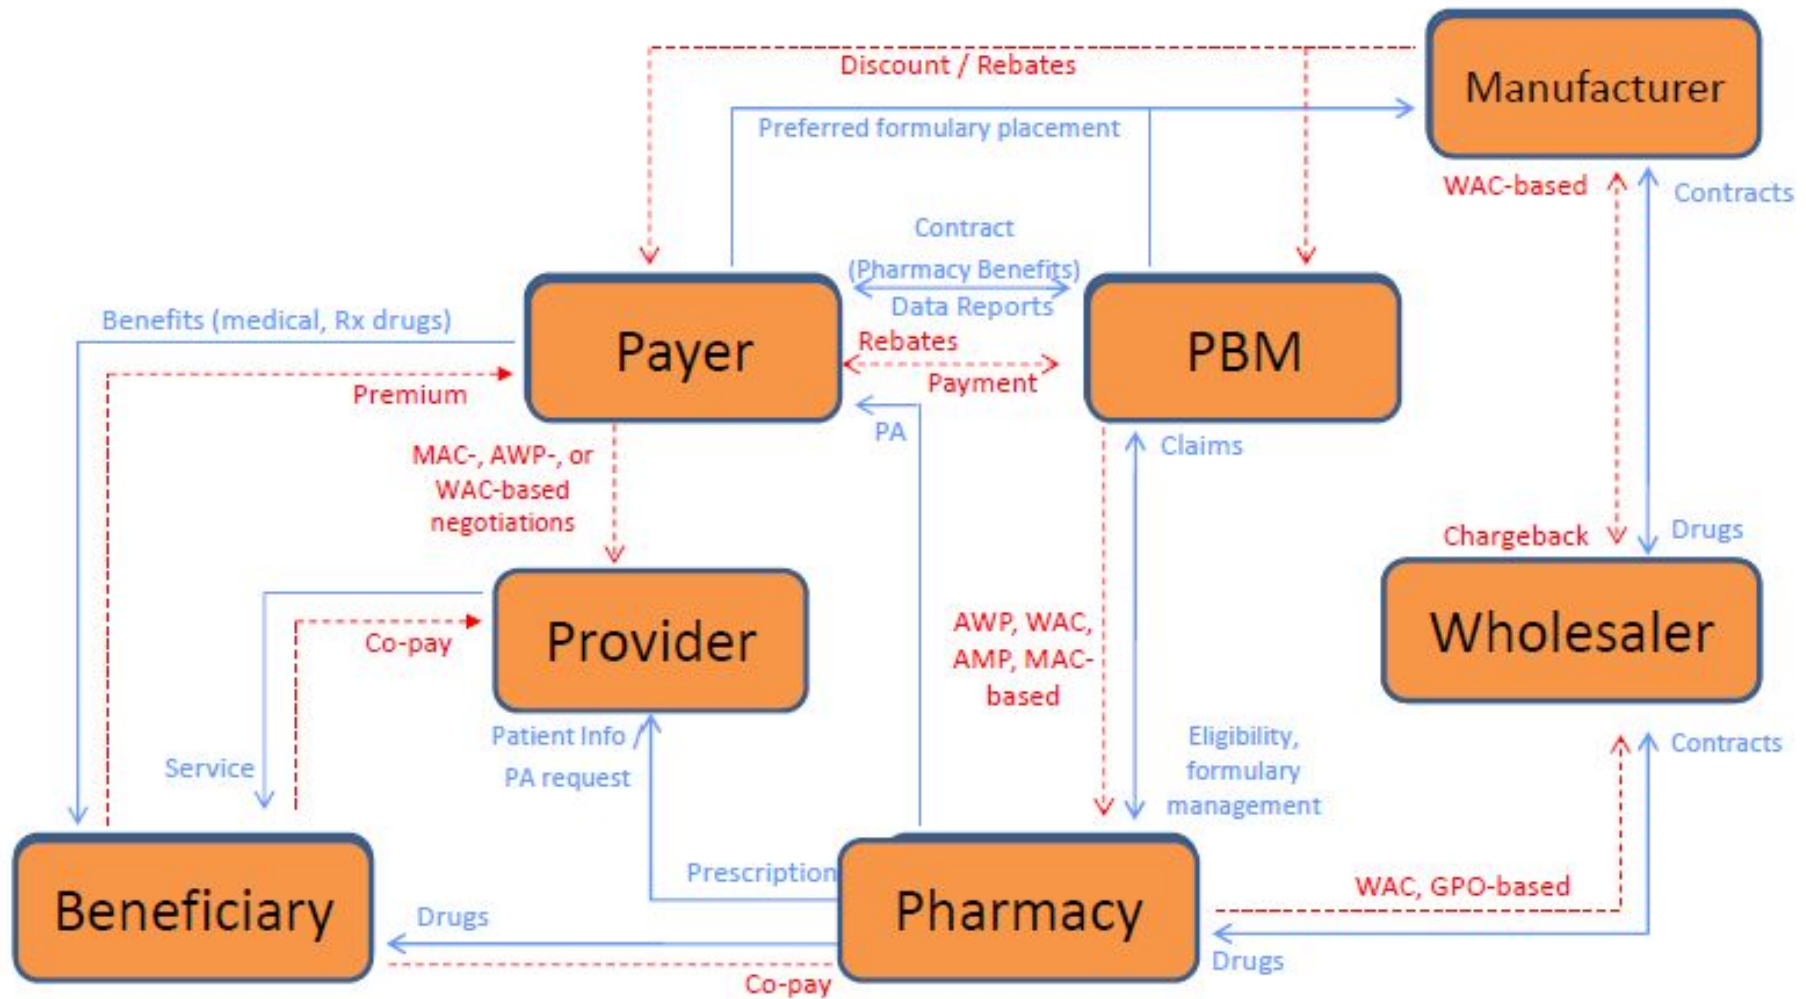 Discount / Rebates
Manufacturer
Preferred formulary placement
WAC-based
Contracts
Contract
(Pharmacy Benefits)
Data Reports
Benefits (medical, Rx drugs)
Payer
Rebates
Payment
PBM
Premium
PA
Claims
MAC-, AWP-, or
WAC-based
negotiations
Chargeback
Drugs
Provider
Co-pay
AWP, WAC,
AMP, MAC-
based
Wholesaler
Patient Info /
PA request
Service
Eligibility,
formulary
management
Contracts
Prescription
Beneficiary
Drugs
Pharmacy
WAC, GPO-based
Drugs
Co-pay